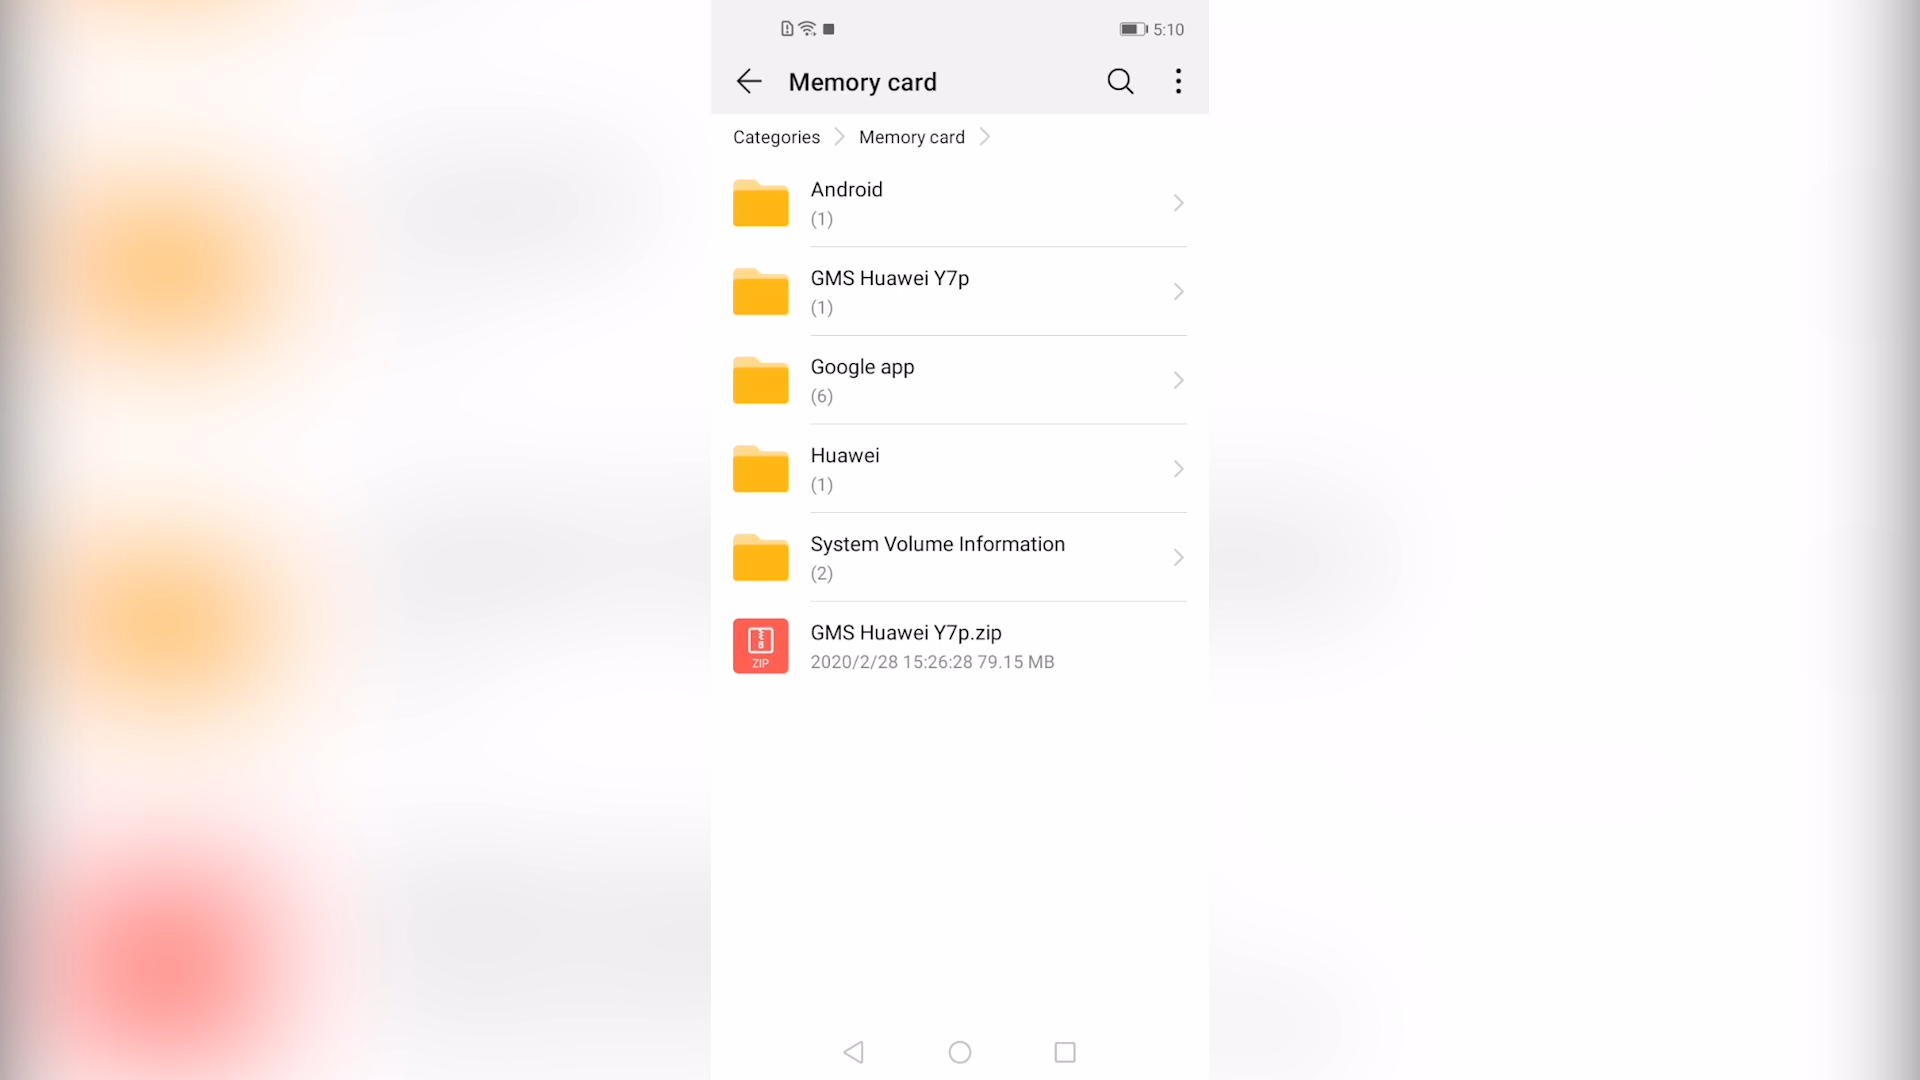 5:10
Memory card
Categories
Memory card
Android
(1)
GMS Huawei Y7p
(1)
Google app
(6)
Huawei
(1)
System Volume Information
(2)
ZIP
GMS Huawei Y7p.zip
2020/2/28 15:26:28 79.15 MB